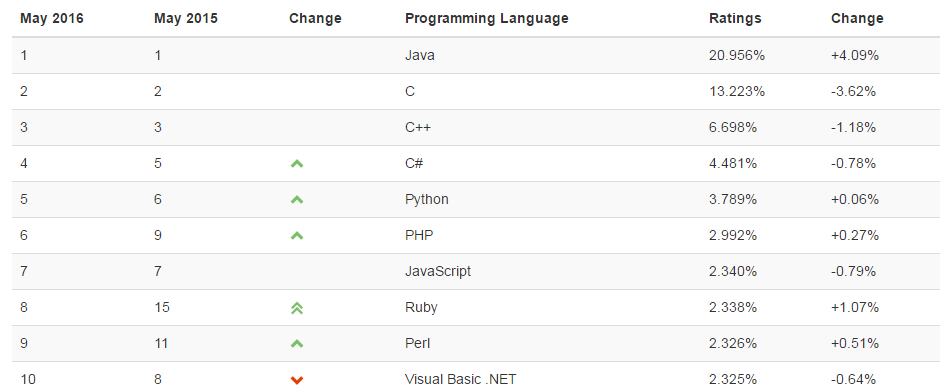 May 2016 May 2015 Change Programming Language Ratings Change
1 1 Java 20.956% +4.09%
2 2 C 13.223% -3.62%
3 3 C++ 6.698% -1.18%
4 5 C# 4.481% -0.78%
5 6 Python 3.789% +0.06%
6 9 PHP 2.992% +0.27%
7 7 JavaScript 2.340% -0.79%
8 15 Ruby 2.338% +1.07%
9 11 Perl 2.326% +0.51%
10 8 Visual Basic .NET 2.325% -0.64%